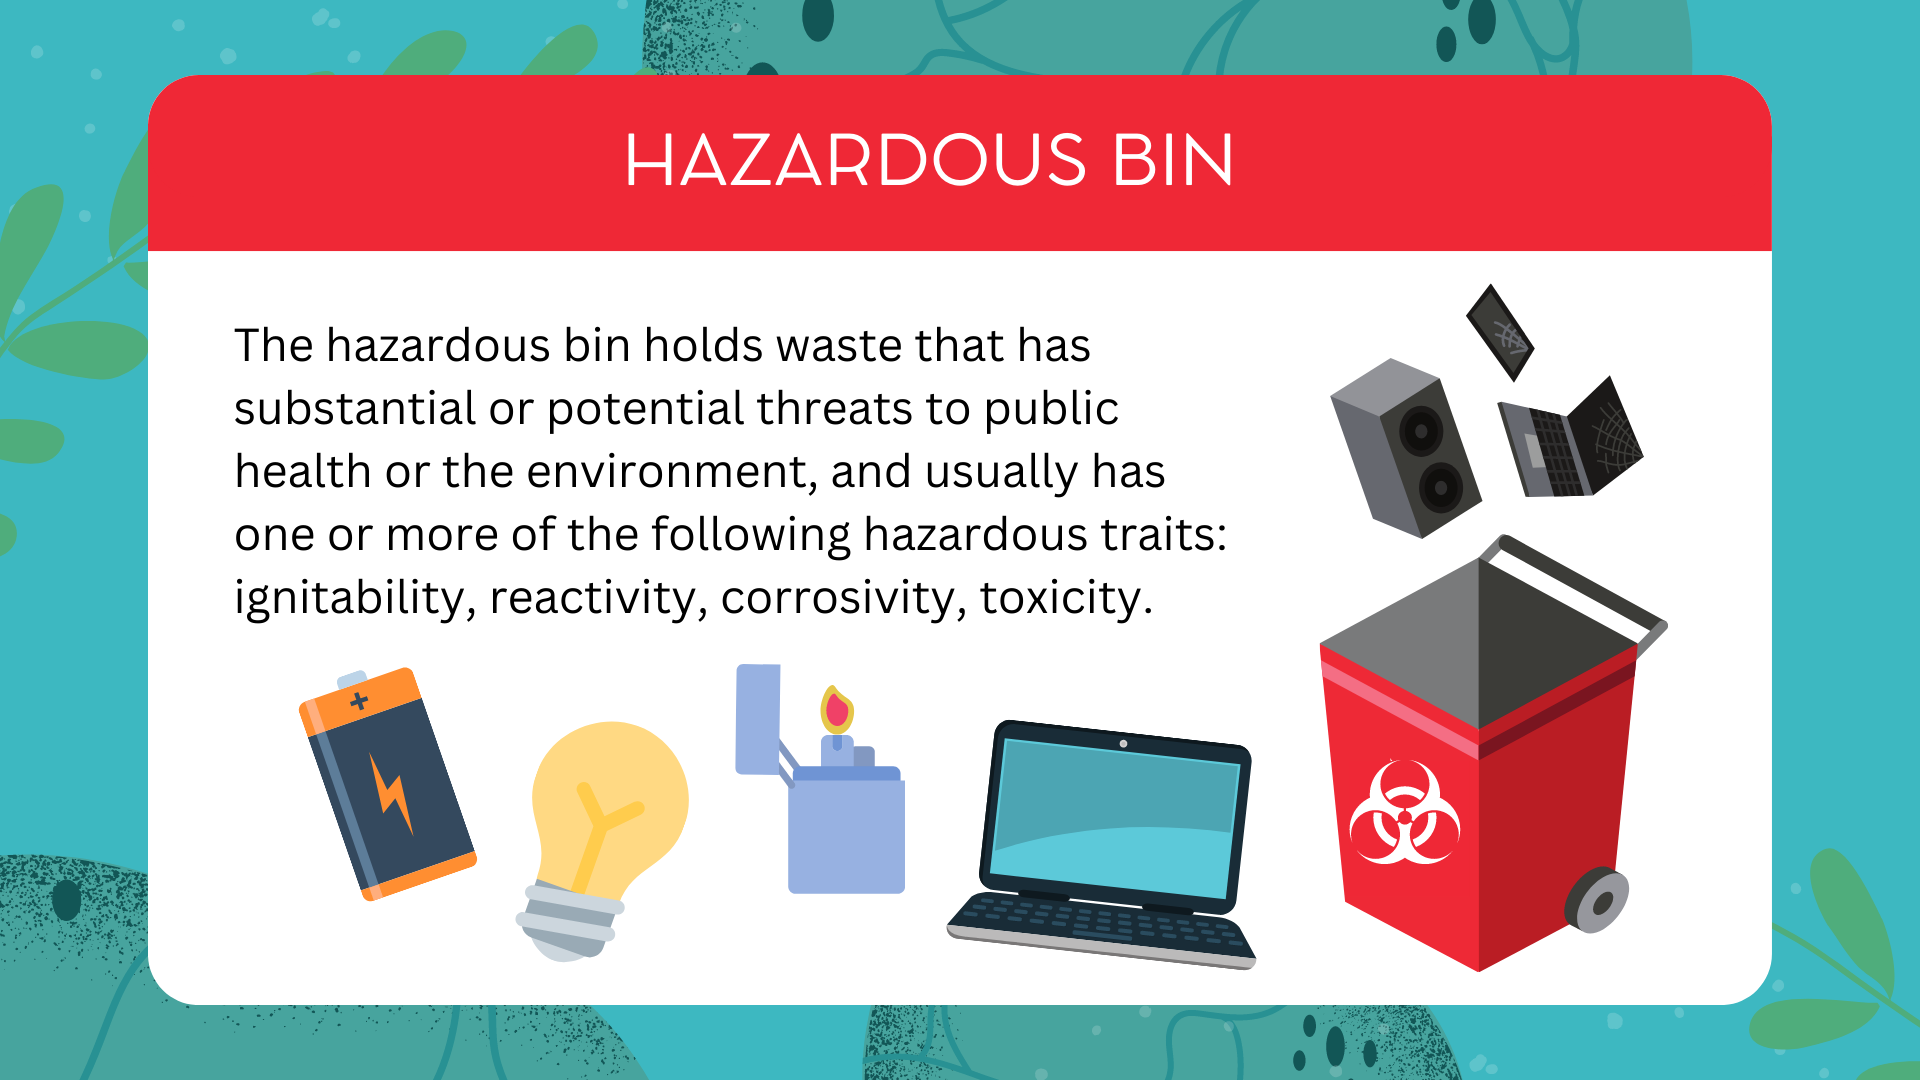 HAZARDOUS BIN
The hazardous bin holds waste that has
substantial or potential threats to public
health or the environment, and usually has
one or more of the following hazardous traits:
ignitability, reactivity, corrosivity, toxicity.